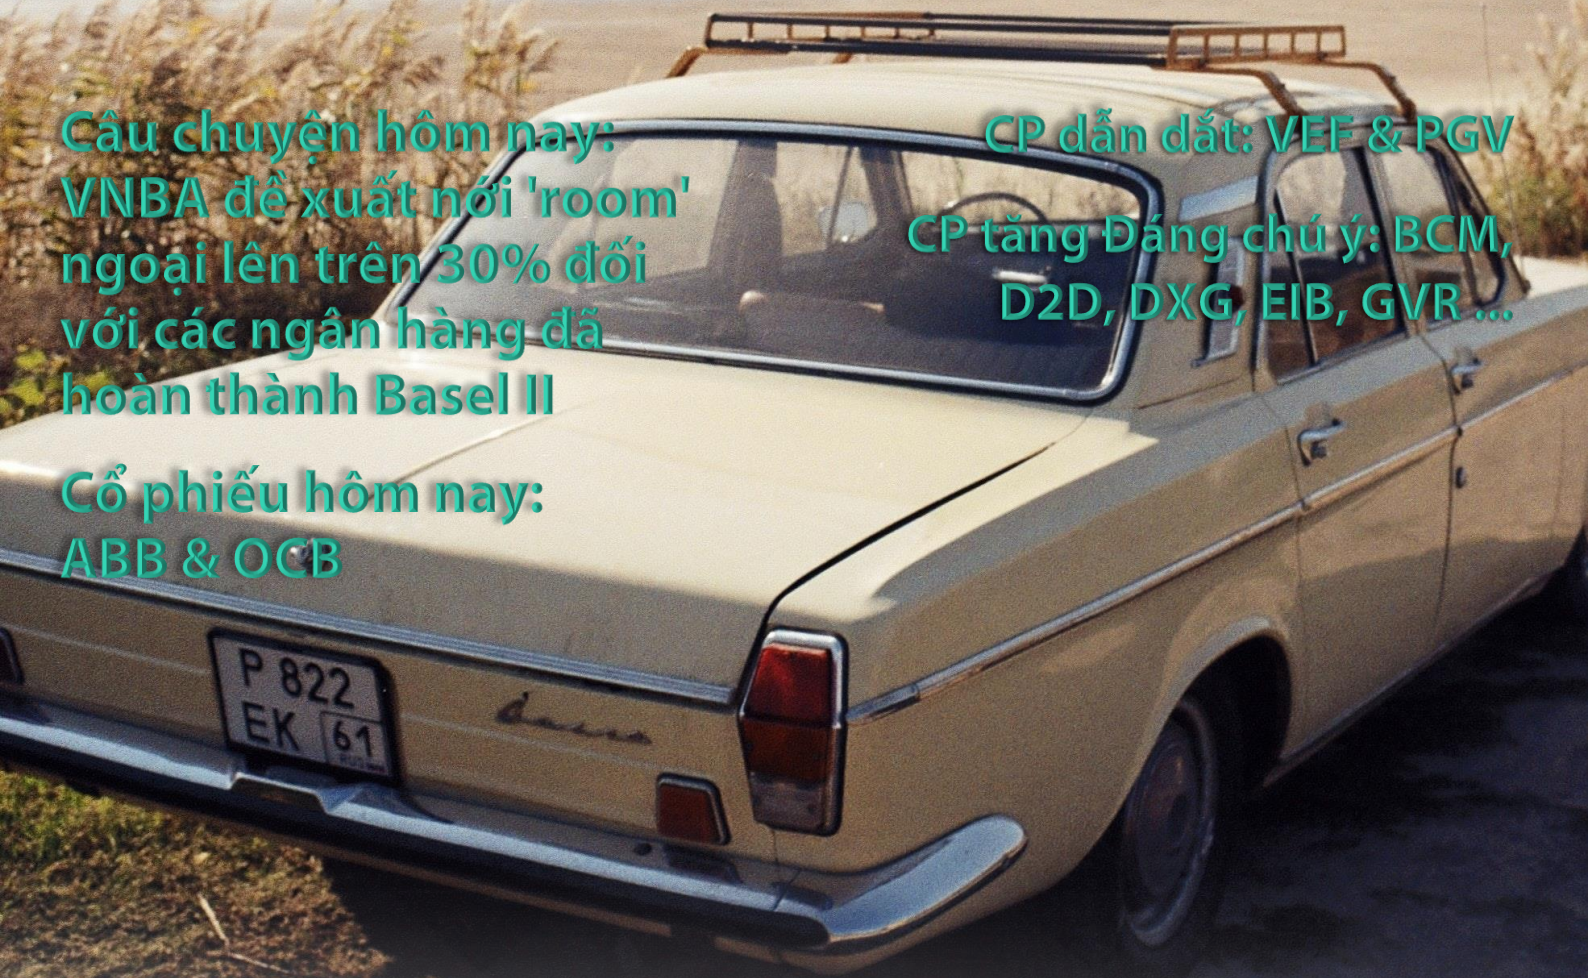 Câu chuyện hôm nay:
VNBA đề xuất nới 'room'
ngoại lên trên 30% đối
với các ngân hàng đã
hoàn thành Basel II
Cổ phiếu hôm nay:
ABB & OCB
CP dẫn dắt: VEF & PGV
CP tăng Đáng chú ý: BCM,
D2D, DXG, EIB, GVR ...
P 822
EK 61
RUS